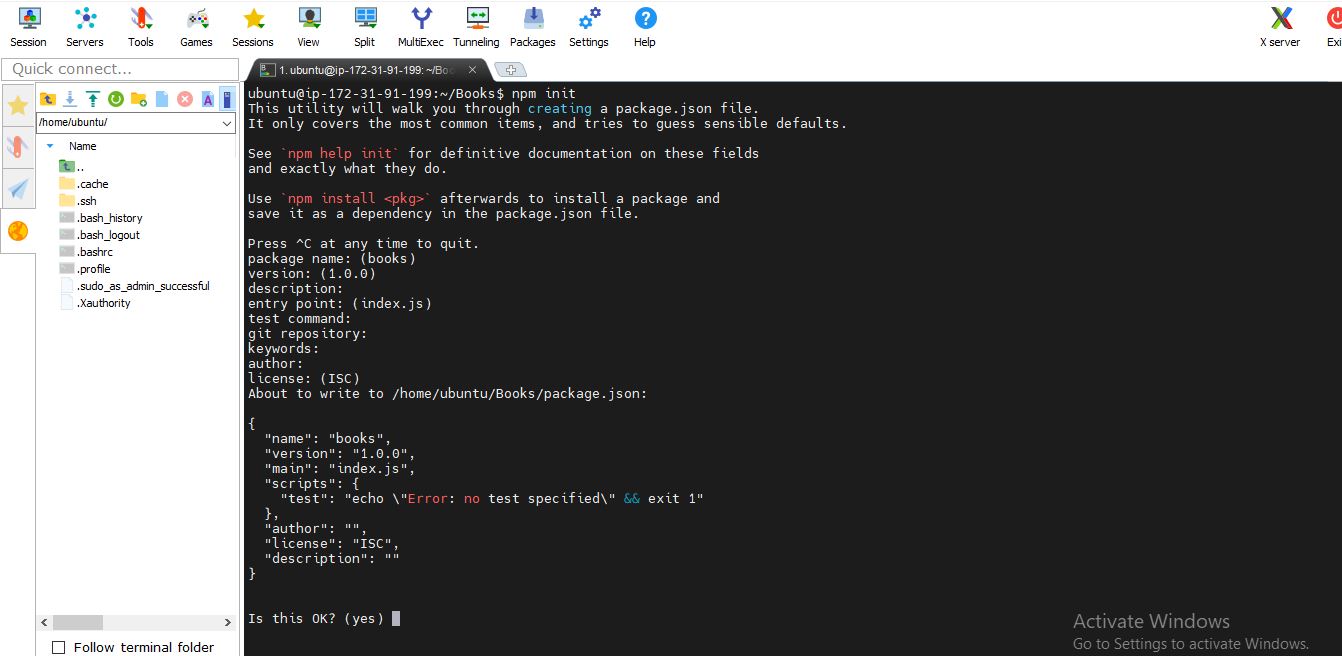 Session Servers Tools Games Sessions View Split MultiExec Tunneling Packages Settings Help X server Exi
Quick connect...
1. ubuntu@ip-172-31-91-199: ~/Boo
/home/ubuntu/
Name
..
.cache
.ssh
.bash_history
.bash_logout
.bashrc
.profile
.sudo_as_admin_successful
.Xauthority
Follow terminal folder
ubuntu@ip-172-31-91-199:~/Books$ npm init
This utility will walk you through creating a package.json file.
It only covers the most common items, and tries to guess sensible defaults.
See `npm help init` for definitive documentation on these fields
and exactly what they do.
Use `npm install <pkg>` afterwards to install a package and
save it as a dependency in the package.json file.
Press ^C at any time to quit.
package name: (books)
version: (1.0.0)
description:
entry point: (index.js)
test command:
git repository:
keywords:
author:
license: (ISC)
About to write to /home/ubuntu/Books/package.json:
{
  "name": "books",
  "version": "1.0.0",
  "main": "index.js",
  "scripts": {
    "test": "echo \"Error: no test specified\" && exit 1"
  },
  "author": "",
  "license": "ISC",
  "description": ""
}
Is this OK? (yes)
Activate Windows
Go to Settings to activate Windows.